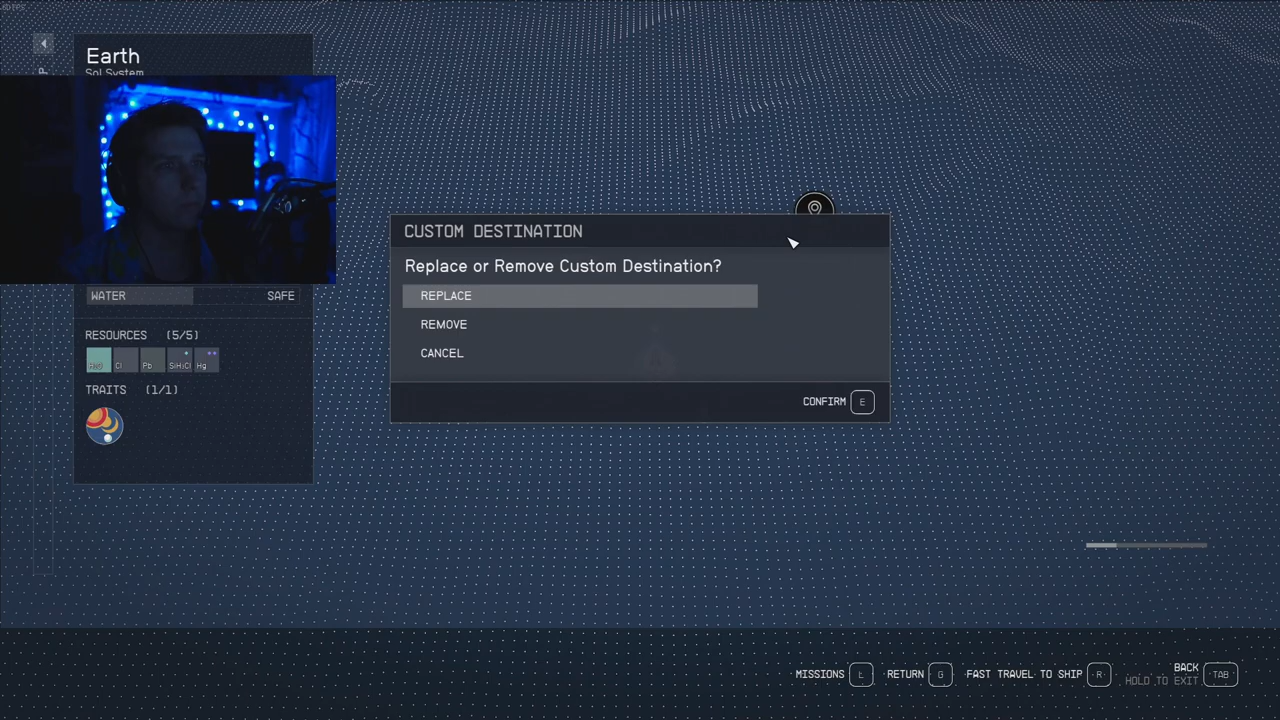 Earth
Sol System
CUSTOM DESTINATION
Replace or Remove Custom Destination?
REPLACE
REMOVE
CANCEL
CONFIRM E
WATER SAFE
RESOURCES (5/5)
Cl Pb SiH₃Cl Hg
TRAITS (1/1)
MISSIONS L RETURN G FAST TRAVEL TO SHIP R BACK TAB
HOLD TO EXIT